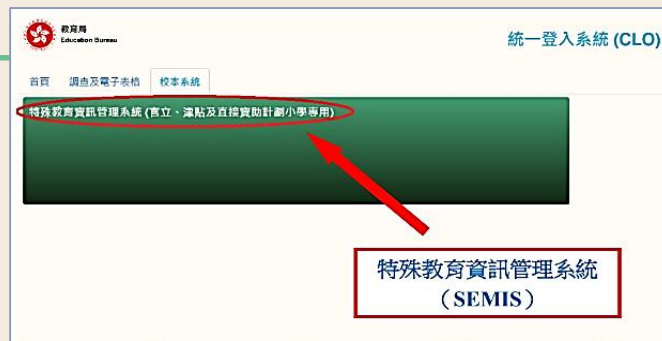 教育局
Education Bureau
統一登入系統 (CLO)
首頁 調查及電子表格 校本系統
特殊教育資訊管理系統 (官立、津貼及直接資助計劃小學專用)
特殊教育資訊管理系統
（SEMIS）